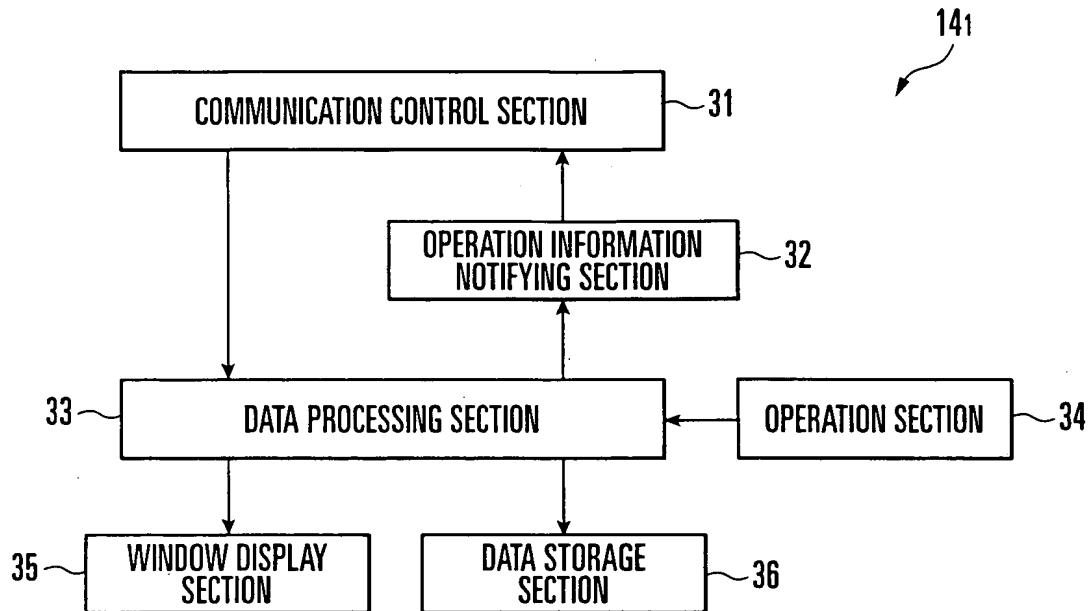 141
COMMUNICATION CONTROL SECTION
31
OPERATION INFORMATION
NOTIFYING SECTION
32
33
DATA PROCESSING SECTION
OPERATION SECTION
34
35
WINDOW DISPLAY
SECTION
DATA STORAGE
SECTION
36